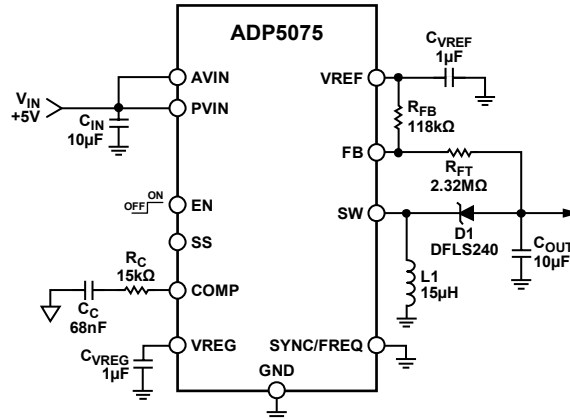 ADP5075
AVIN
PVIN
EN
SS
COMP
VREG
VREF
FB
SW
SYNC/FREQ
GND
VIN
+5V
CIN
10µF
OFF
ON
RC
15kΩ
CC
68nF
CVREG
1µF
CVREF
1µF
RFB
118kΩ
RFT
2.32MΩ
D1
DFLS240
L1
15µH
COUT
10µF